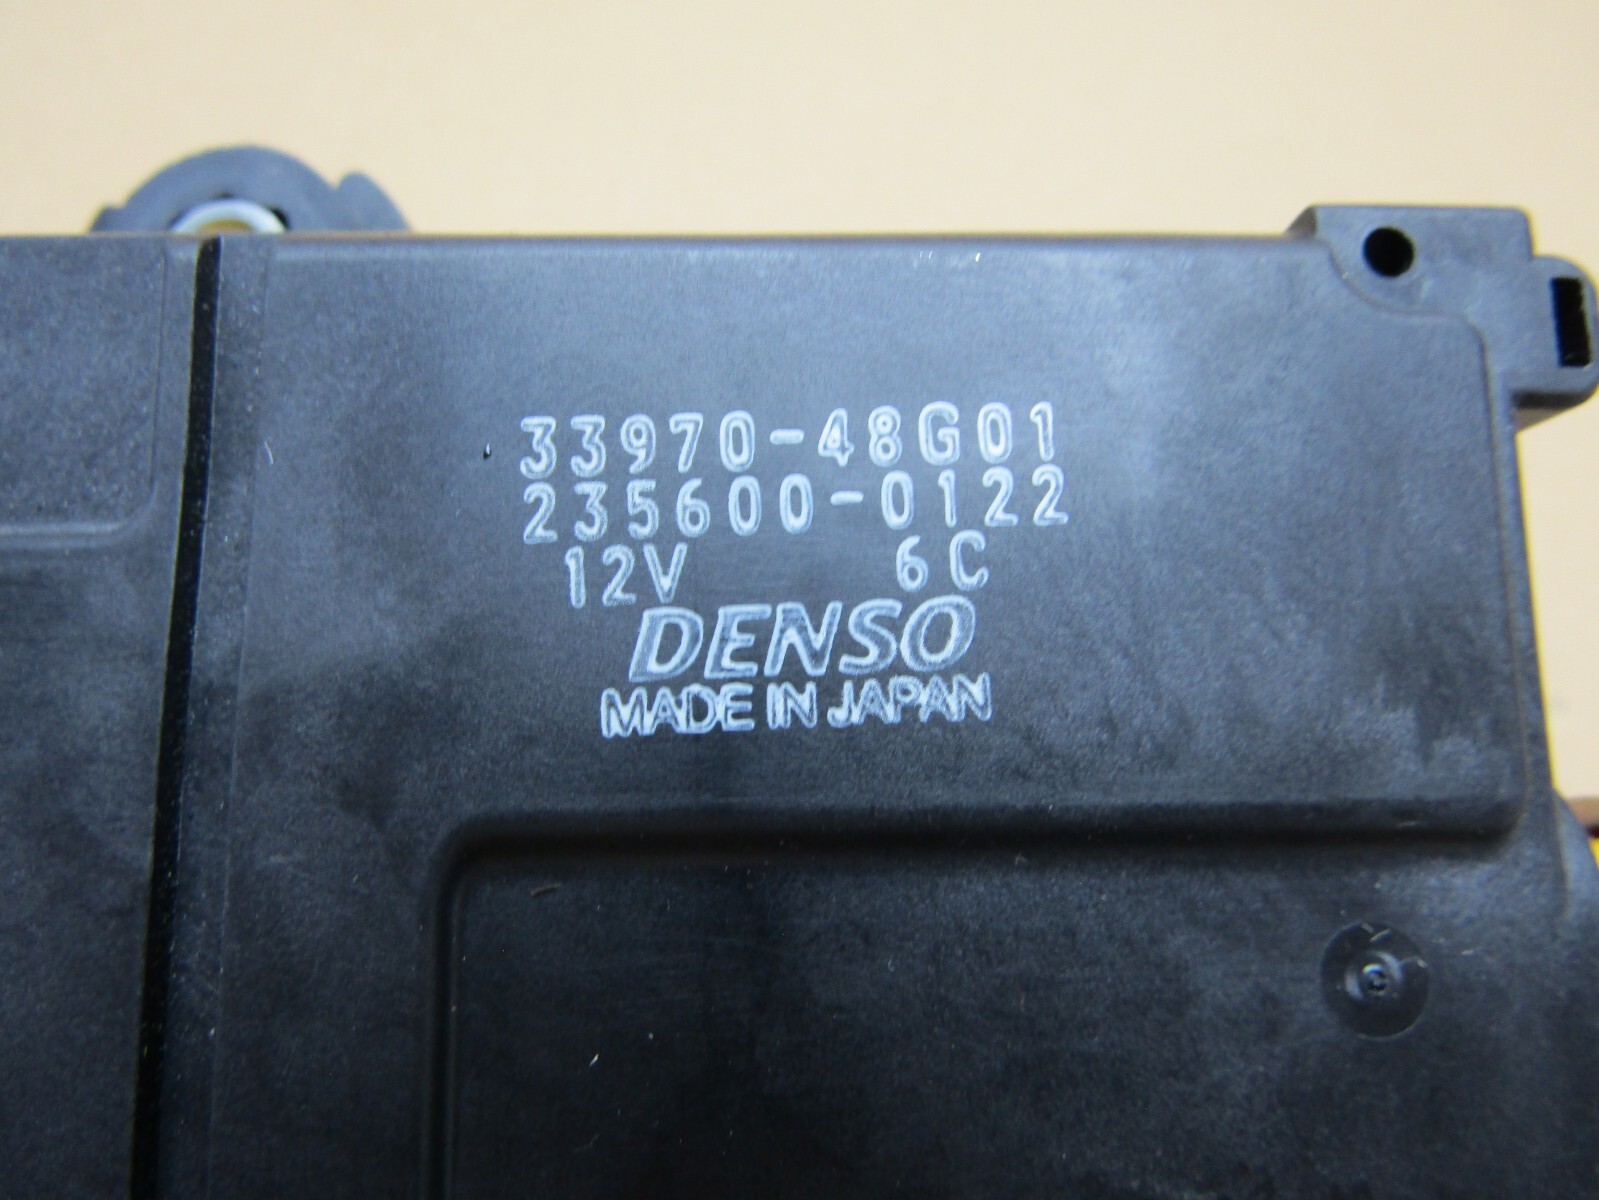 33970-48G01
235600-0122
12V 6C
DENSO
MADE IN JAPAN